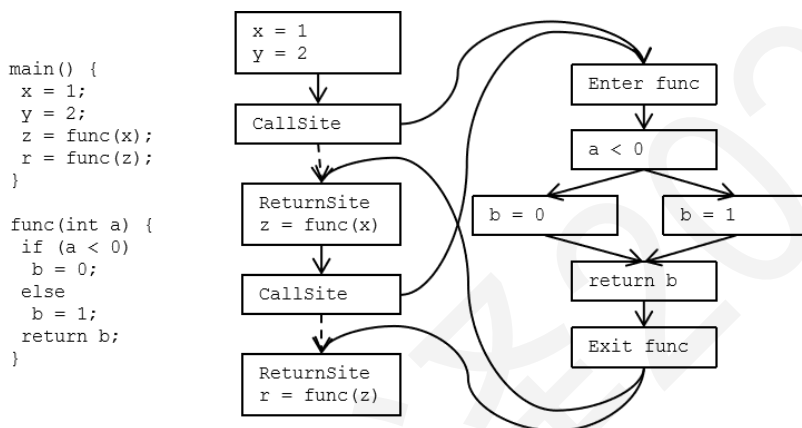 main() {
x = 1;
y = 2;
z = func(x);
r = func(z);
}
func(int a) {
if (a < 0)
b = 0;
else
b = 1;
return b;
}
x = 1
y = 2
CallSite
ReturnSite
z = func(x)
CallSite
ReturnSite
r = func(z)
Enter func
a < 0
b = 0
b = 1
return b
Exit func